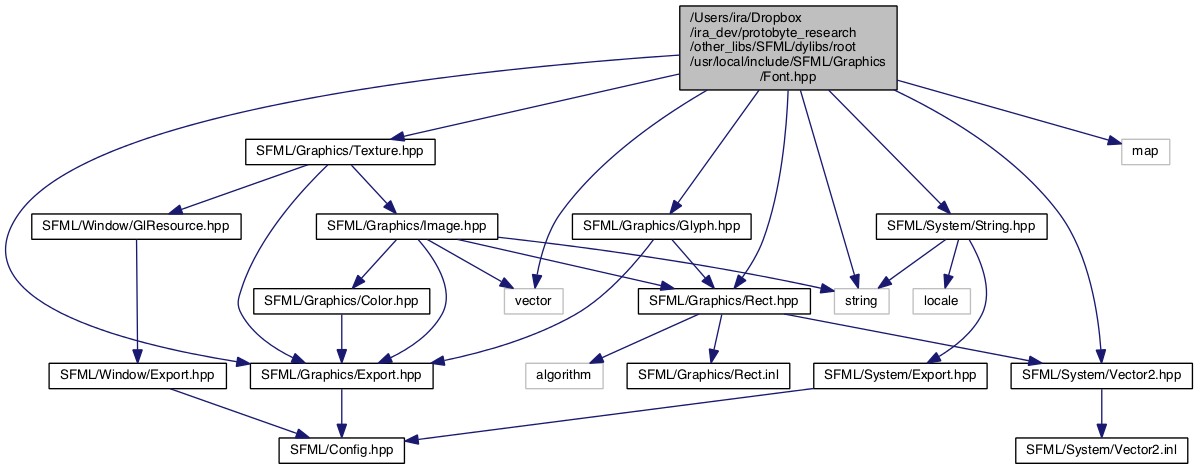 /Users/ira/Dropbox
/ira_dev/protobyte_research
/other_libs/SFML/dylibs/root
/usr/local/include/SFML/Graphics
/Font.hpp
SFML/Graphics/Texture.hpp
map
SFML/Window/GlResource.hpp
SFML/Graphics/Image.hpp
SFML/Graphics/Glyph.hpp
SFML/System/String.hpp
SFML/Graphics/Color.hpp
vector
SFML/Graphics/Rect.hpp
string
locale
SFML/Window/Export.hpp
SFML/Graphics/Export.hpp
algorithm
SFML/Graphics/Rect.inl
SFML/System/Export.hpp
SFML/System/Vector2.hpp
SFML/Config.hpp
SFML/System/Vector2.inl